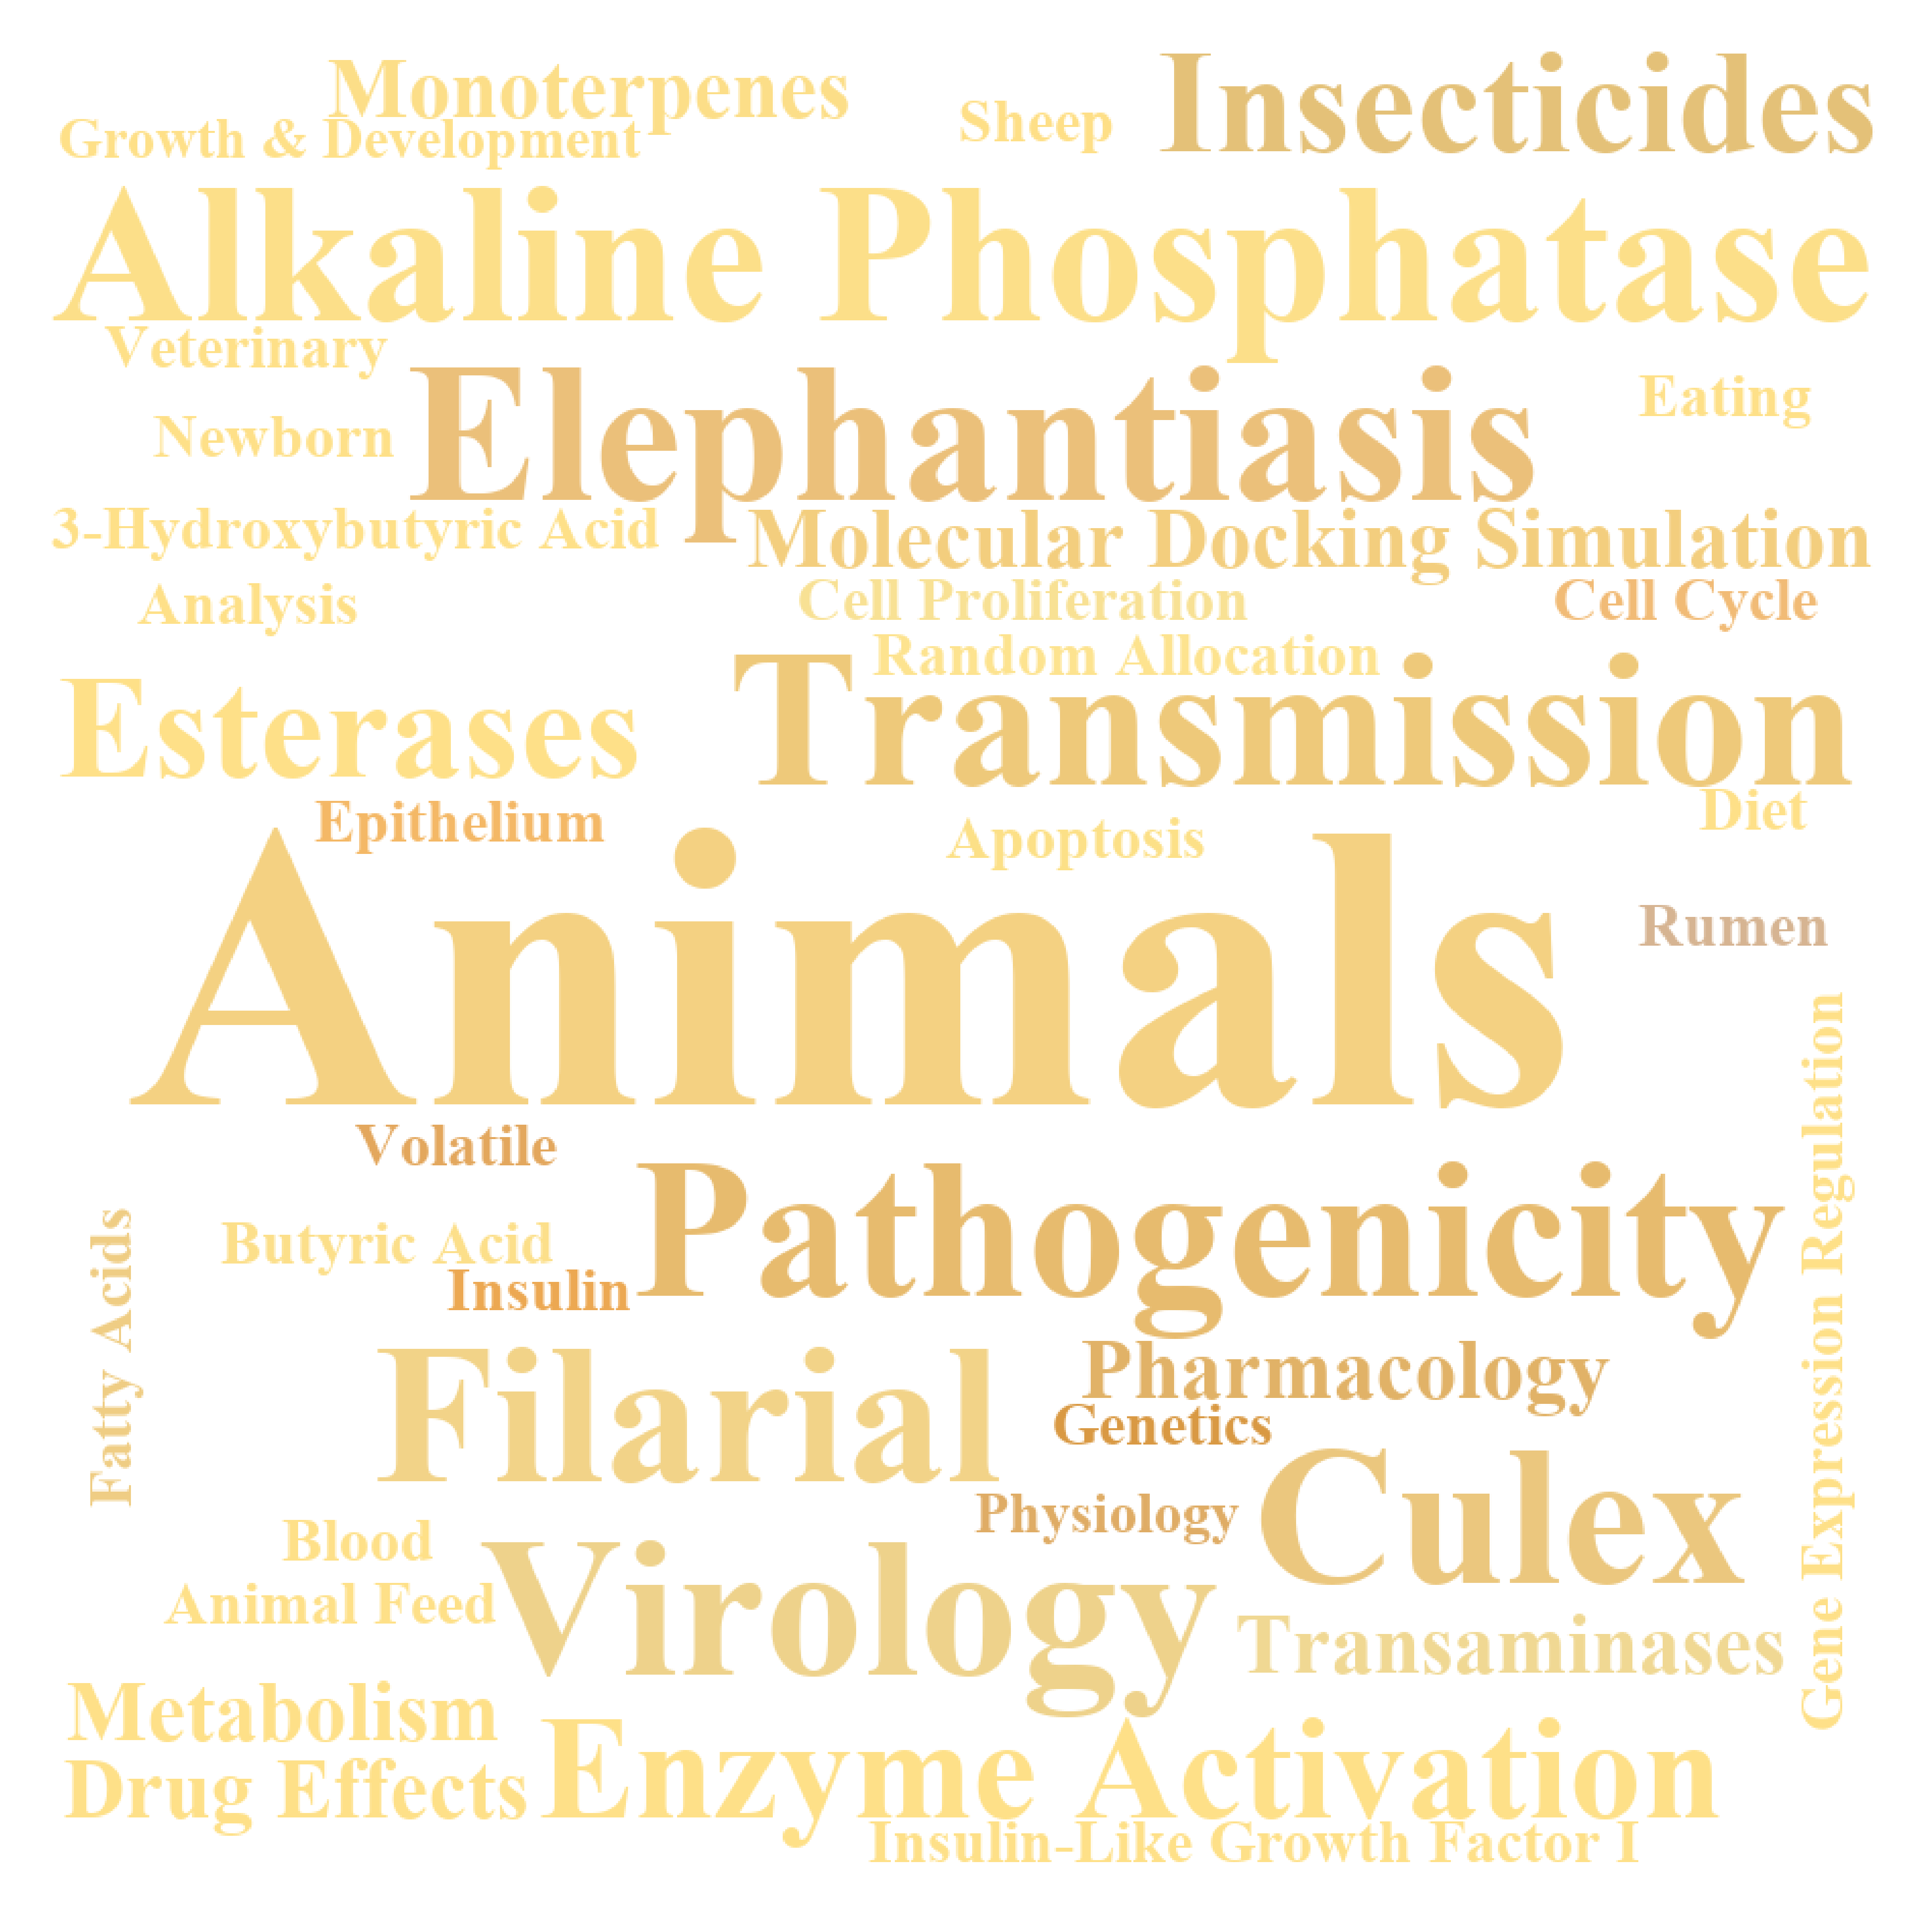 Monoterpenes
Sheep
Insecticides
Growth & Development
Alkaline Phosphatase
Veterinary
Elephantiasis
Eating
Newborn
3-Hydroxybutyric Acid
Molecular Docking Simulation
Analysis
Cell Proliferation
Cell Cycle
Random Allocation
Esterases
Transmission
Epithelium
Apoptosis
Diet
Animals
Rumen
Volatile
Pathogenicity
Butyric Acid
Insulin
Fatty Acids
Gene Expression Regulation
Filarial
Pharmacology
Genetics
Culex
Physiology
Blood
Virology
Animal Feed
Transaminases
Metabolism
Enzyme Activation
Drug Effects
Insulin-Like Growth Factor I